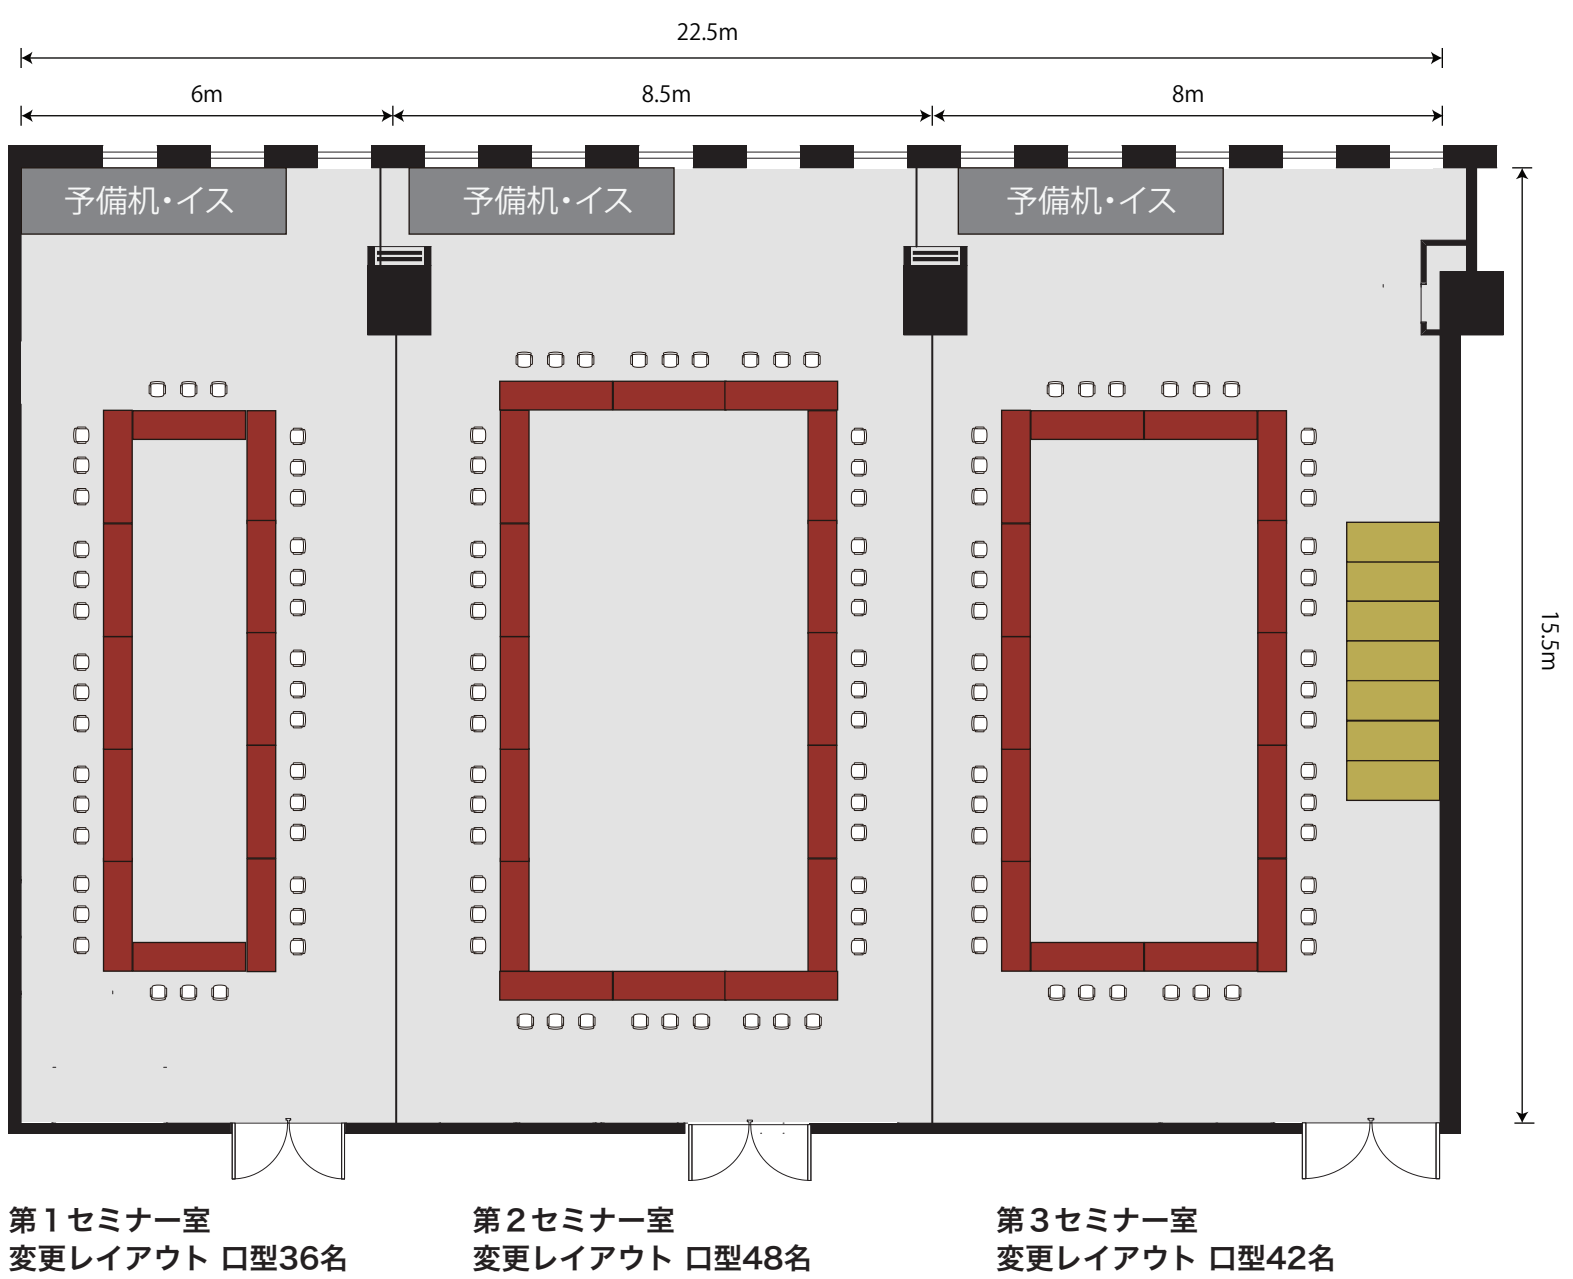 22.5m
6m
8.5m
8m
予備机・イス
予備机・イス
予備机・イス
15.5m
第１セミナー室
変更レイアウト 口型36名
第２セミナー室
変更レイアウト 口型48名
第３セミナー室
変更レイアウト 口型42名